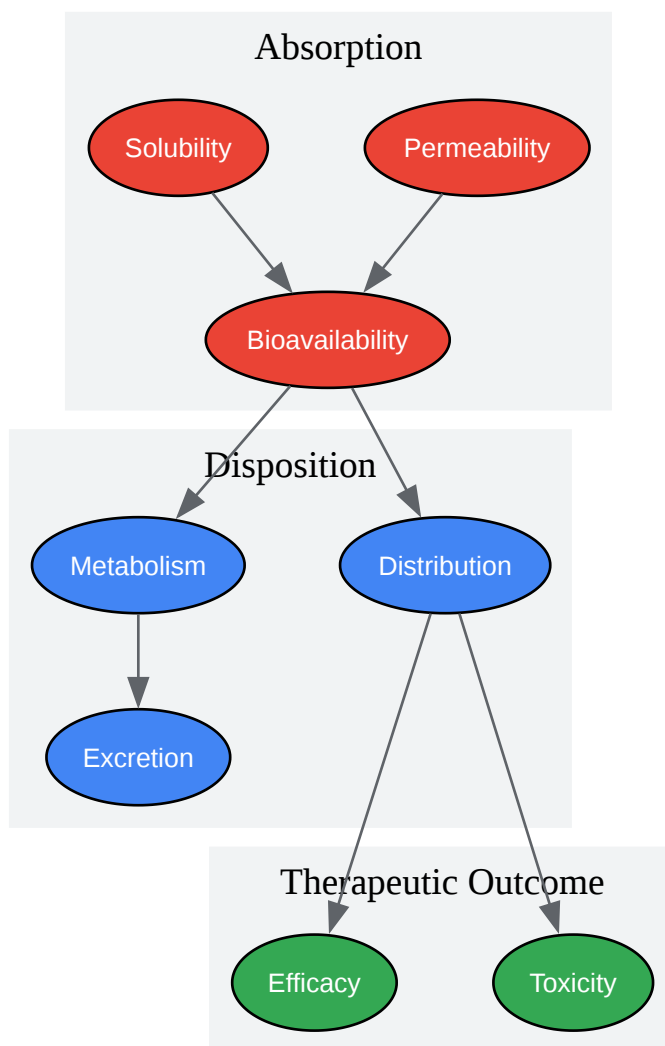 Absorption
Solubility
Permeability
Bioavailability
Disposition
Metabolism
Distribution
Excretion
Therapeutic Outcome
Efficacy
Toxicity